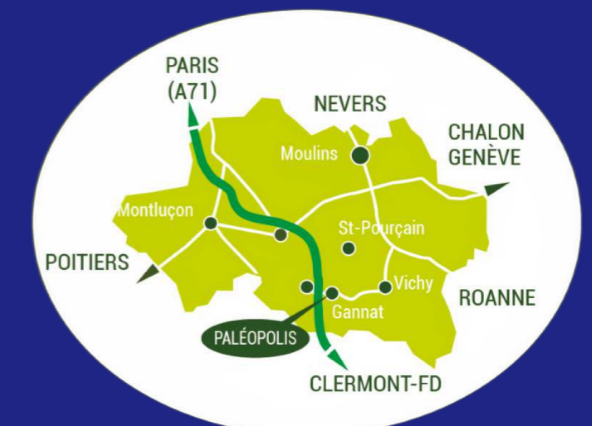 PARIS
(A71)
NEVERS
CHALON
GENÈVE
Moulins
Montluçon
St-Pourçain
POITIERS
Vichy
ROANNE
Gannat
PALÉOPOLIS
CLERMONT-FD